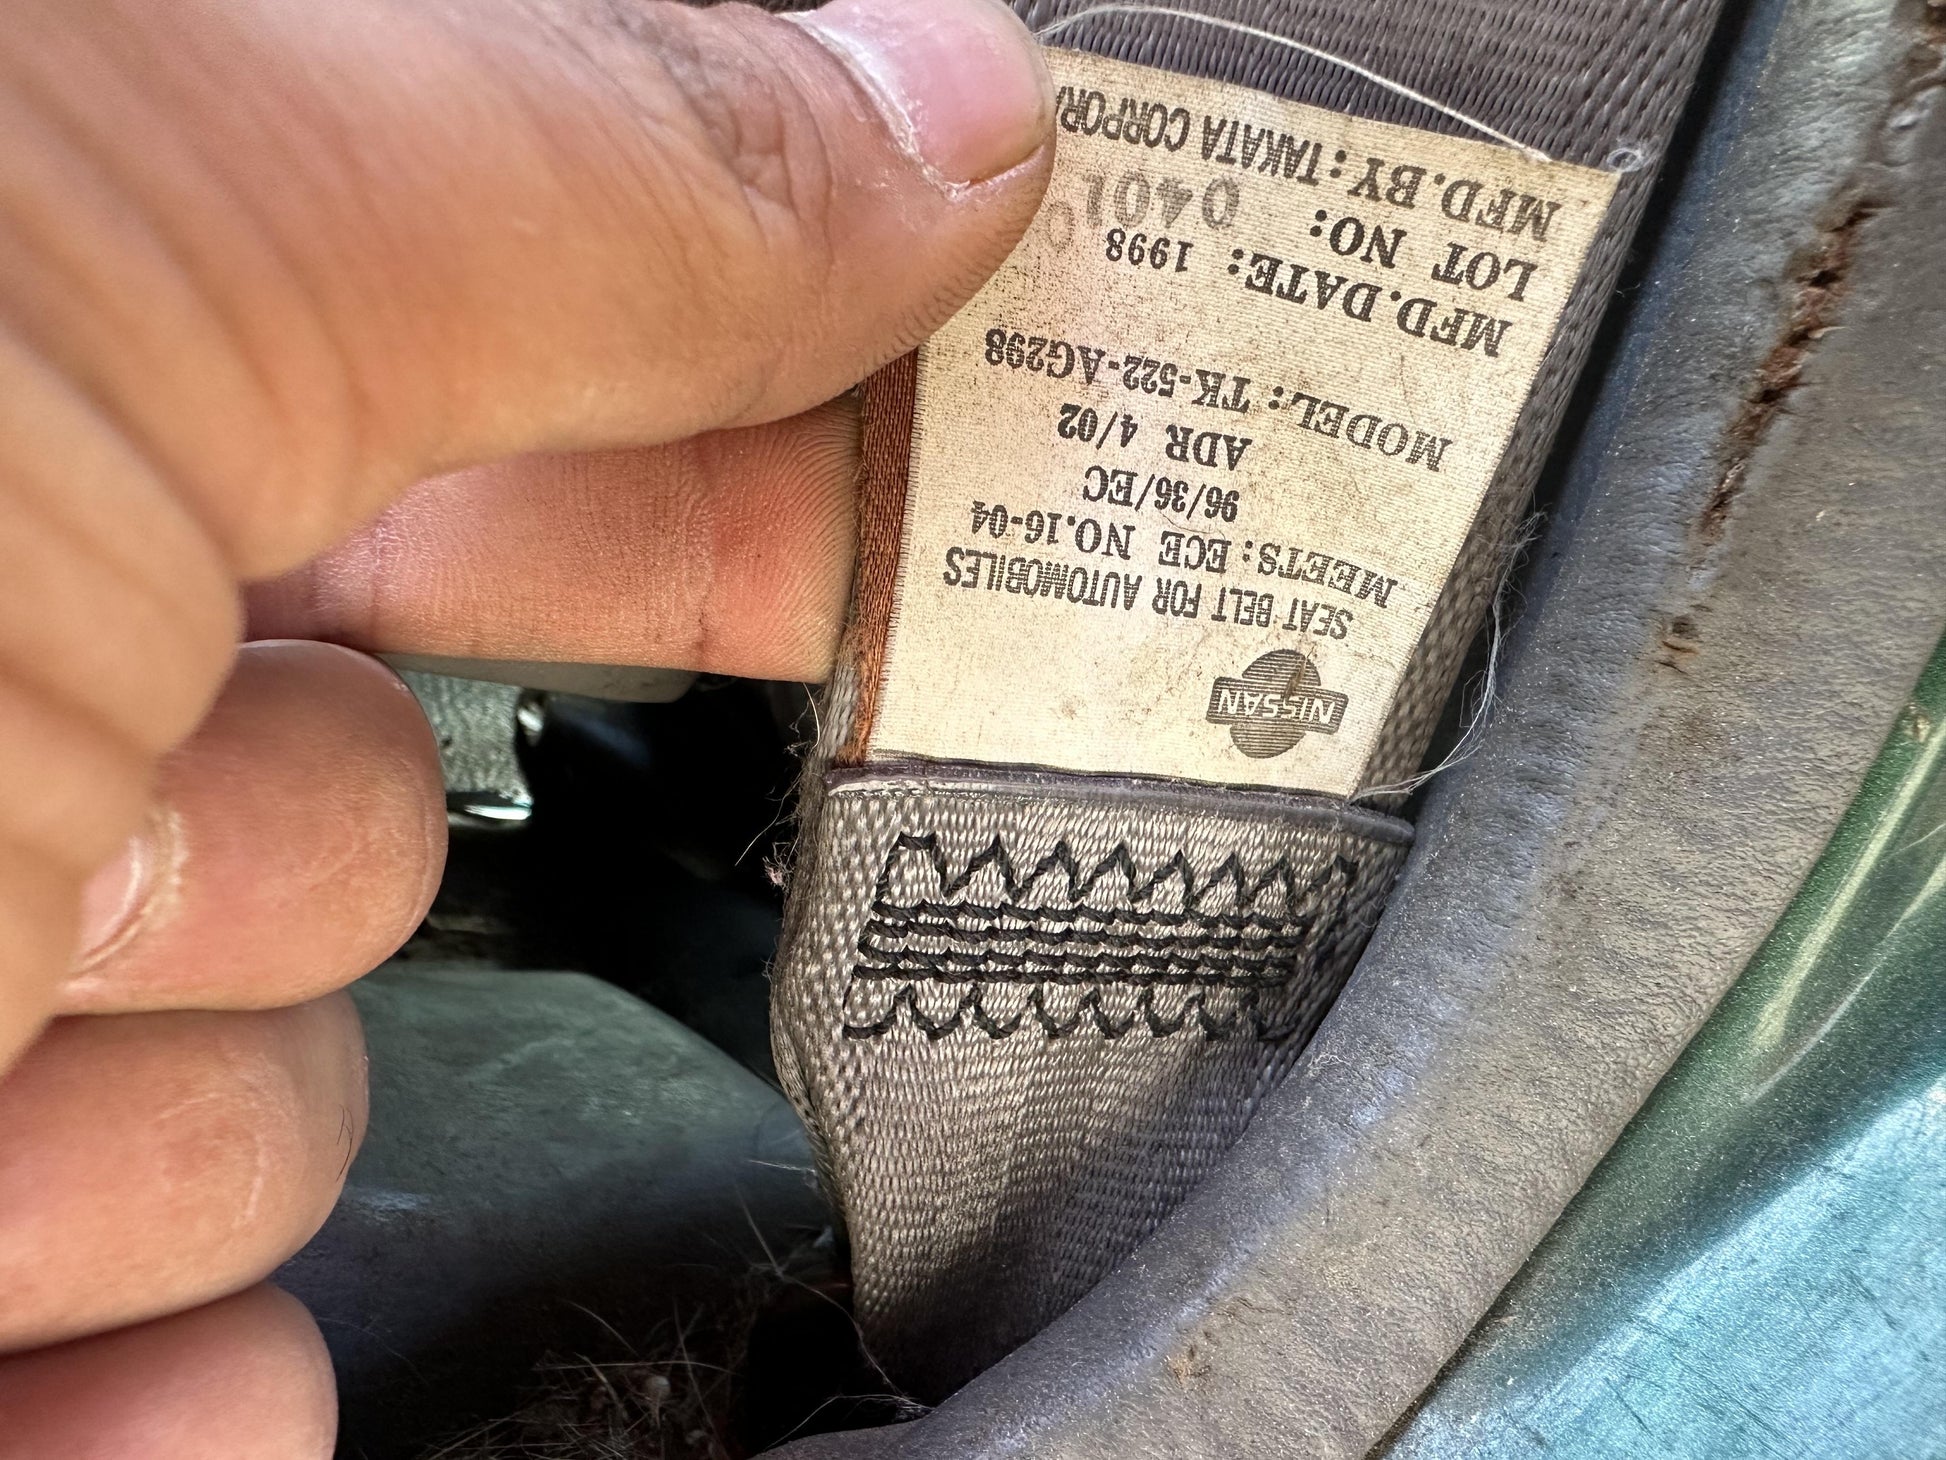 NISSAN
SEAT BELT FOR AUTOMOBILES
MEETS: ECE NO.16-04
96/36/EC
ADR 4/02
MODEL: TK-522-AG298
MFD.DATE: 1998
LOT NO: 0401
MFD.BY: TAKATA